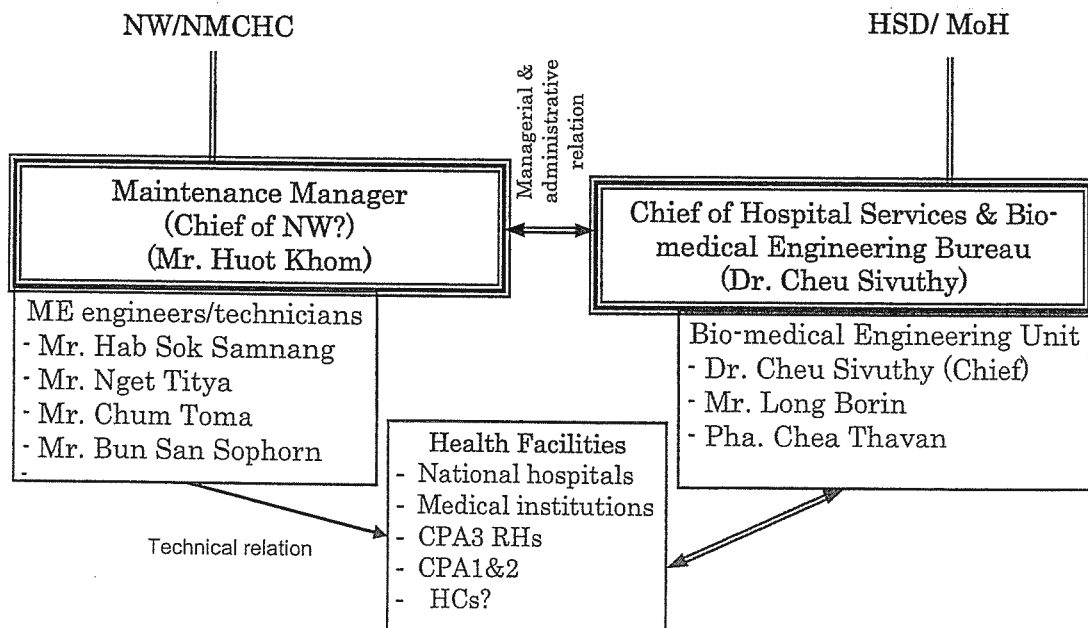 NW/NMCHC
HSD/ MoH
Managerial &
administrative
relation
Maintenance Manager
(Chief of NW?)
(Mr. Huot Khom)
Chief of Hospital Services & Bio-
medical Engineering Bureau
(Dr. Cheu Sivuthy)
ME engineers/technicians
- Mr. Hab Sok Samnang
- Mr. Nget Titya
- Mr. Chum Toma
- Mr. Bun San Sophorn
-
Bio-medical Engineering Unit
- Dr. Cheu Sivuthy (Chief)
- Mr. Long Borin
- Pha. Chea Thavan
Health Facilities
- National hospitals
- Medical institutions
- CPA3 RHs
- CPA1&2
- HCs?
Technical relation